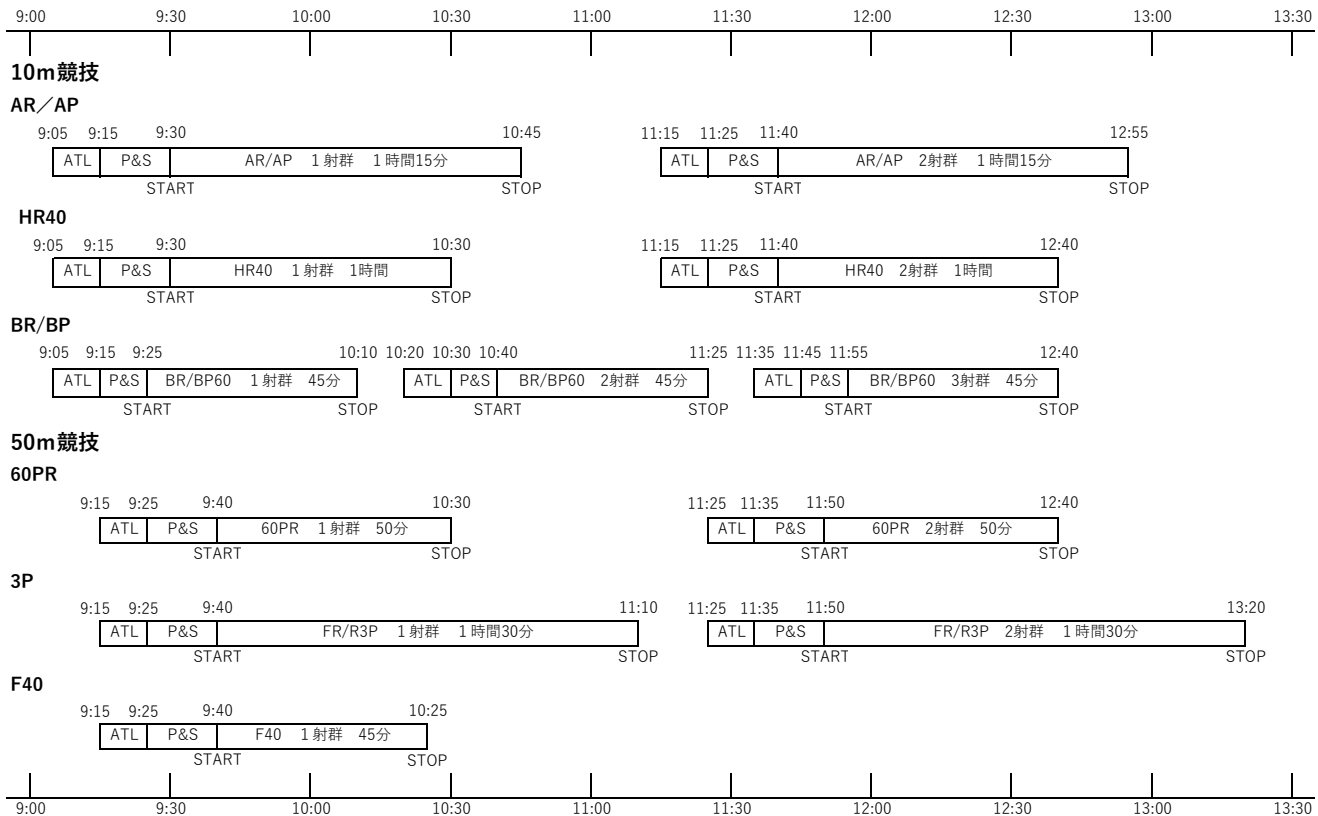 9:00 9:30 10:00 10:30 11:00 11:30 12:00 12:30 13:00 13:30
10m競技
AR／AP
9:05 9:15 9:30 10:45 11:15 11:25 11:40 12:55
ATL P&S AR/AP １射群 １時間15分 ATL P&S AR/AP 2射群 １時間15分
START STOP START STOP
HR40
9:05 9:15 9:30 10:30 11:15 11:25 11:40 12:40
ATL P&S HR40 １射群 1時間 ATL P&S HR40 2射群 1時間
START STOP START STOP
BR/BP
9:05 9:15 9:25 10:10 10:20 10:30 10:40 11:25 11:35 11:45 11:55 12:40
ATL P&S BR/BP60 １射群 45分 ATL P&S BR/BP60 2射群 45分 ATL P&S BR/BP60 3射群 45分
START STOP START STOP START STOP
50m競技
60PR
9:15 9:25 9:40 10:30 11:25 11:35 11:50 12:40
ATL P&S 60PR １射群 50分 ATL P&S 60PR 2射群 50分
START STOP START STOP
3P
9:15 9:25 9:40 11:10 11:25 11:35 11:50 13:20
ATL P&S FR/R3P １射群 １時間30分 ATL P&S FR/R3P 2射群 １時間30分
START STOP START STOP
F40
9:15 9:25 9:40 10:25
ATL P&S F40 １射群 45分
START STOP
9:00 9:30 10:00 10:30 11:00 11:30 12:00 12:30 13:00 13:30